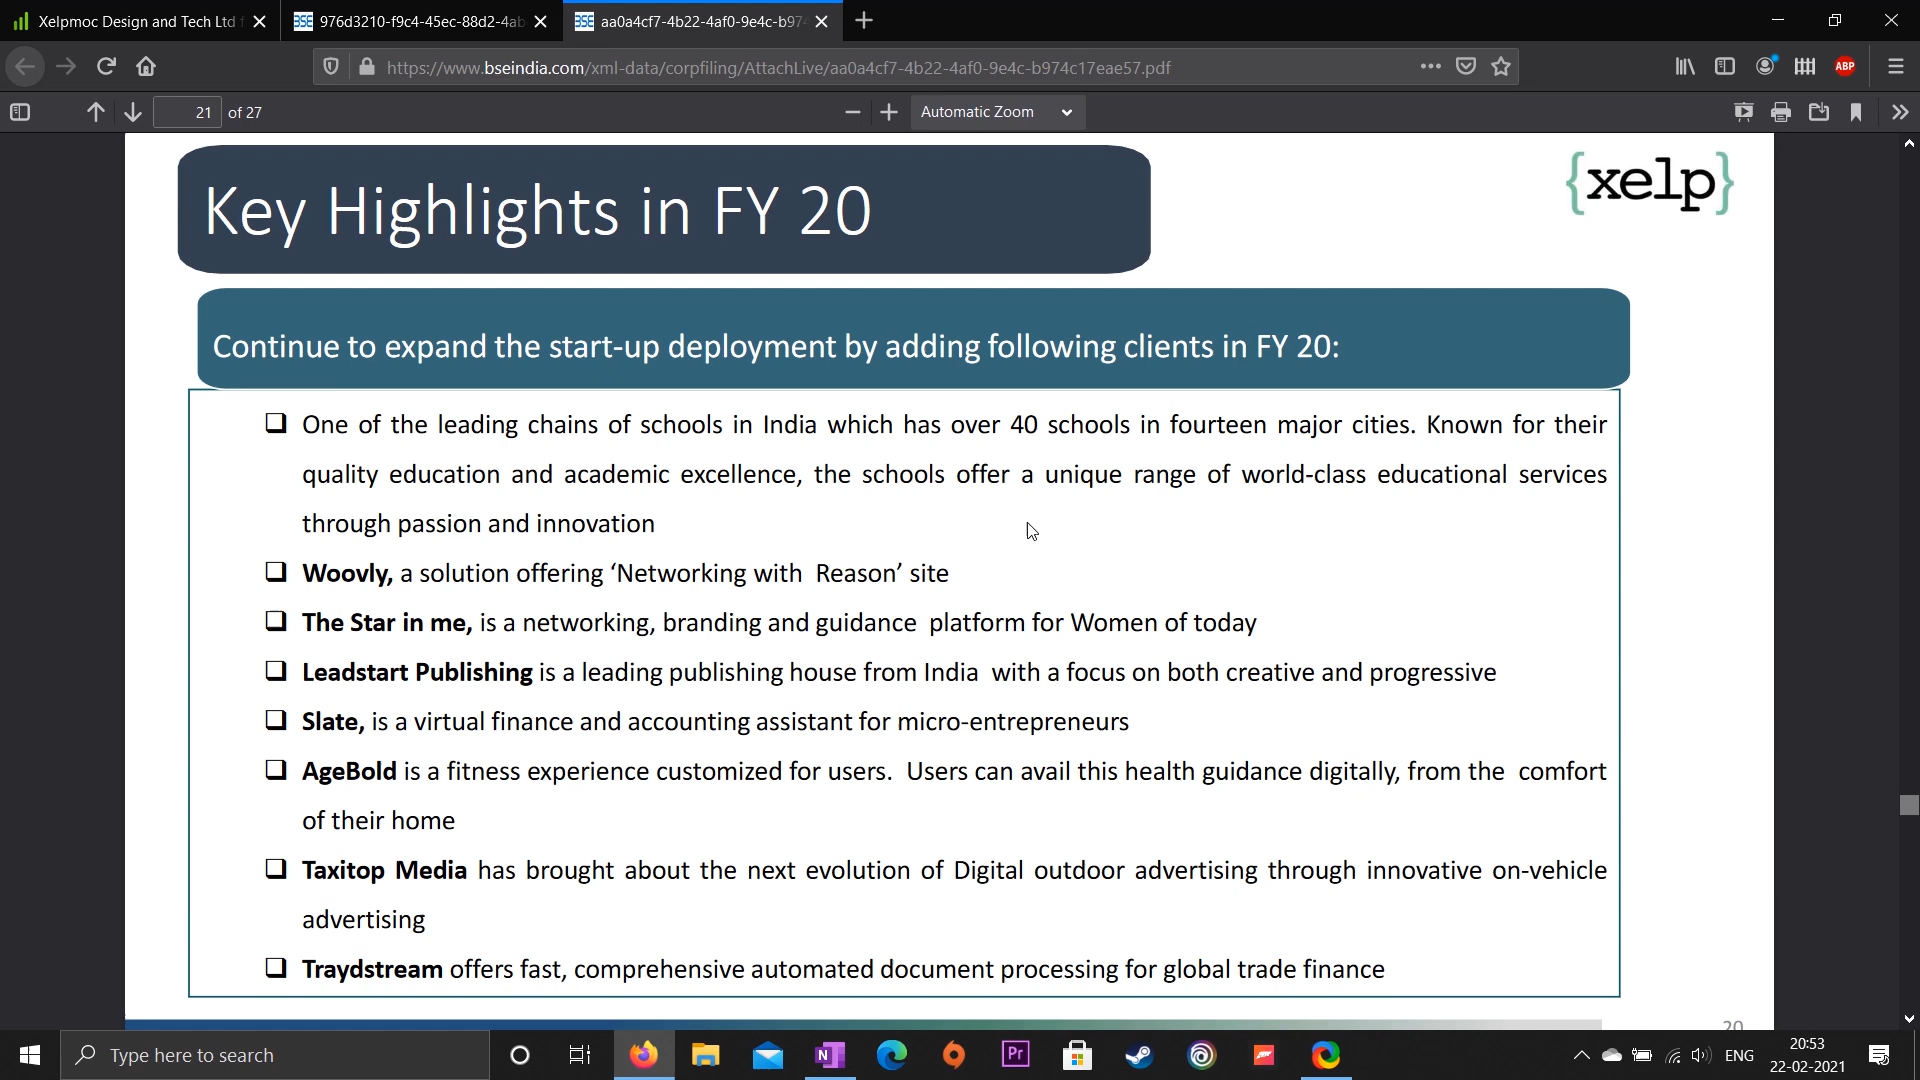 Xelpmoc Design and Tech Ltd f
976d3210-f9c4-45ec-88d2-4ab
aa0a4cf7-4b22-4af0-9e4c-b974
https://www.bseindia.com/xml-data/corpfiling/AttachLive/aa0a4cf7-4b22-4af0-9e4c-b974c17eae57.pdf
ABP
21 of 27
Automatic Zoom
Key Highlights in FY 20
{xelp}
Continue to expand the start-up deployment by adding following clients in FY 20:
One of the leading chains of schools in India which has over 40 schools in fourteen major cities. Known for their
quality education and academic excellence, the schools offer a unique range of world-class educational services
through passion and innovation
Woovly, a solution offering ‘Networking with Reason’ site
The Star in me, is a networking, branding and guidance platform for Women of today
Leadstart Publishing is a leading publishing house from India with a focus on both creative and progressive
Slate, is a virtual finance and accounting assistant for micro-entrepreneurs
AgeBold is a fitness experience customized for users. Users can avail this health guidance digitally, from the comfort
of their home
Taxitop Media has brought about the next evolution of Digital outdoor advertising through innovative on-vehicle
advertising
Traydstream offers fast, comprehensive automated document processing for global trade finance
20
Type here to search
N
Pr
ENG
20:53
22-02-2021